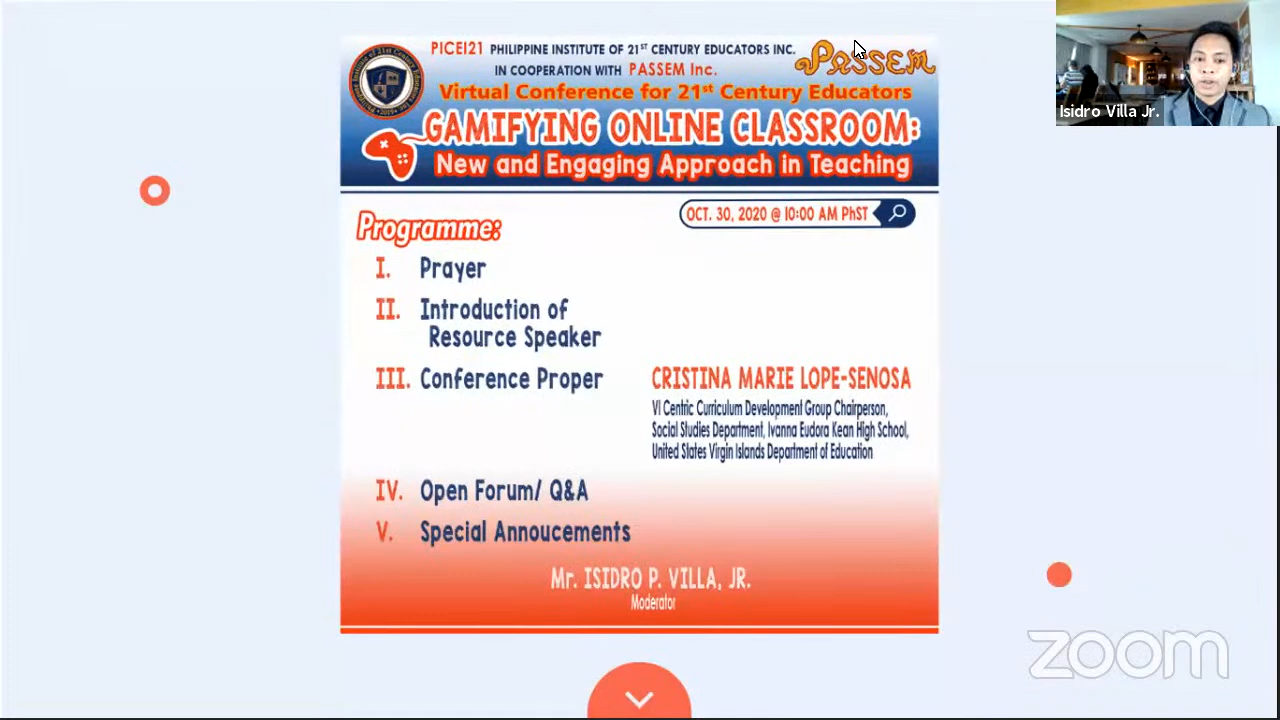 PICEI21 PHILIPPINE INSTITUTE OF 21ST CENTURY EDUCATORS INC.
IN COOPERATION WITH PASSEM Inc.
PASSEM
Virtual Conference for 21st Century Educators
GAMIFYING ONLINE CLASSROOM:
New and Engaging Approach in Teaching
Isidro Villa Jr.
OCT. 30, 2020 @ 10:00 AM PhST
Programme:
I. Prayer
II. Introduction of
Resource Speaker
III. Conference Proper
CRISTINA MARIE LOPE-SENOSA
VI Centric Curriculum Development Group Chairperson,
Social Studies Department, Ivanna Eudora Kean High School,
United States Virgin Islands Department of Education
IV. Open Forum/ Q&A
V. Special Annoucements
Mr. ISIDRO P. VILLA, JR.
Moderator
zoom